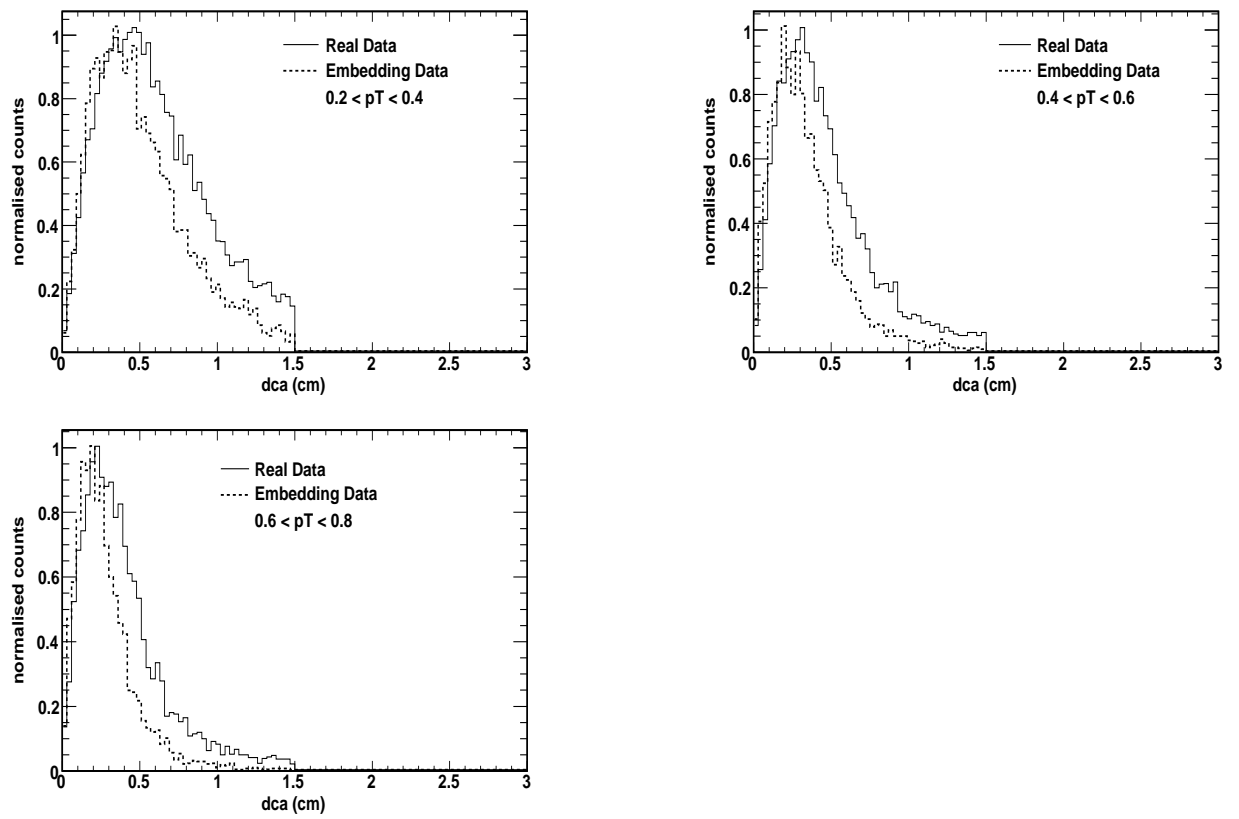 normalised counts
1
0.8
0.6
0.4
0.2
0
Real Data
Embedding Data
0.2 < pT < 0.4
0 0.5 1 1.5 2 2.5 3
dca (cm)
normalised counts
1
0.8
0.6
0.4
0.2
0
Real Data
Embedding Data
0.4 < pT < 0.6
0 0.5 1 1.5 2 2.5 3
dca (cm)
normalised counts
1
0.8
0.6
0.4
0.2
0
Real Data
Embedding Data
0.6 < pT < 0.8
0 0.5 1 1.5 2 2.5 3
dca (cm)